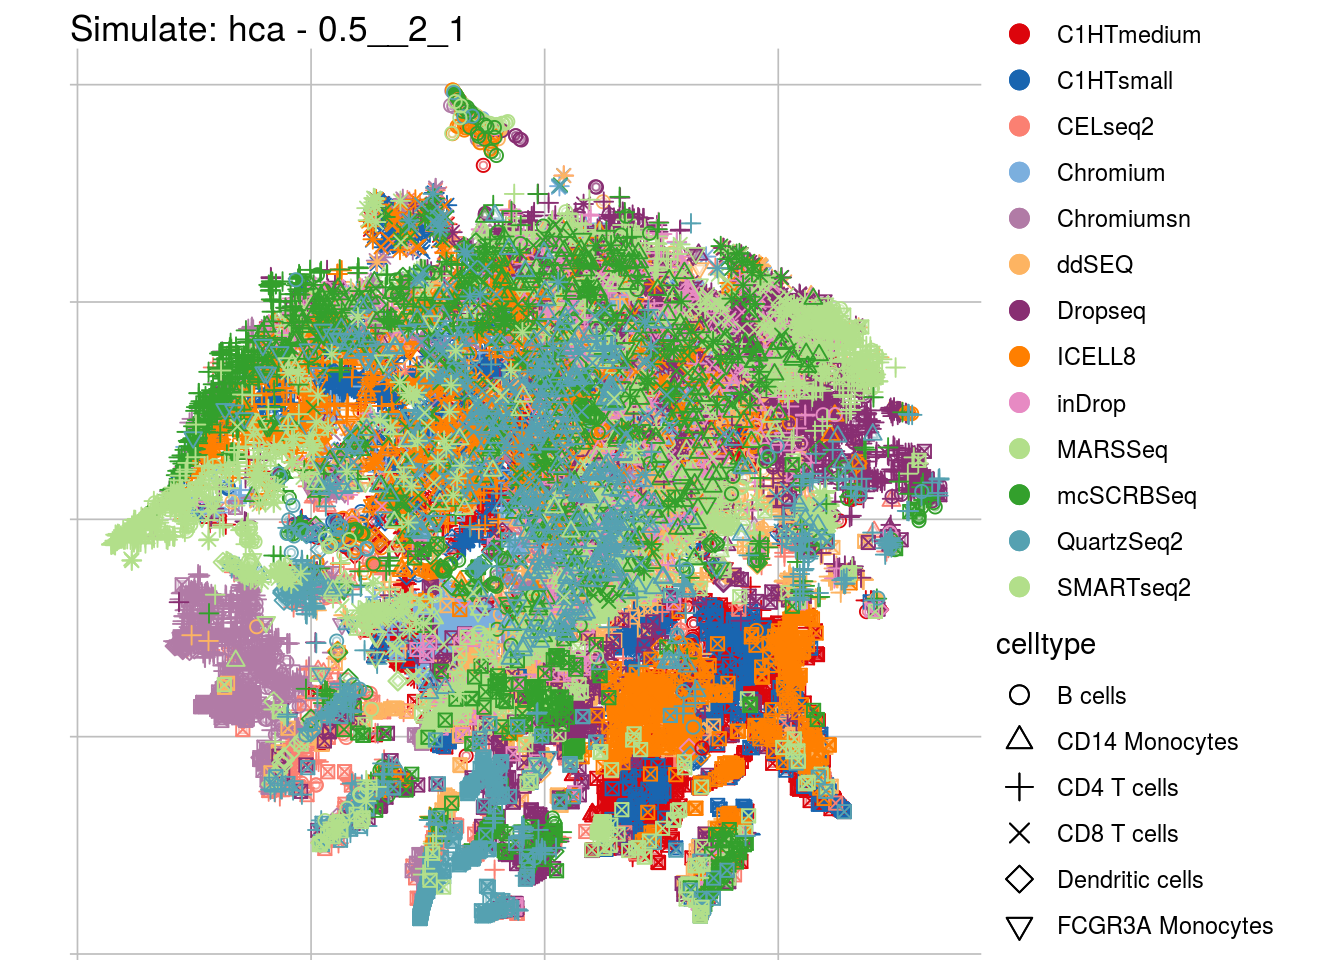 Simulate: hca - 0.5__2_1
C1HTmedium
C1HTsmall
CELseq2
Chromium
Chromiumsn
ddSEQ
Dropseq
ICELL8
inDrop
MARSSeq
mcSCRBSeq
QuartzSeq2
SMARTseq2
celltype
B cells
CD14 Monocytes
CD4 T cells
CD8 T cells
Dendritic cells
FCGR3A Monocytes